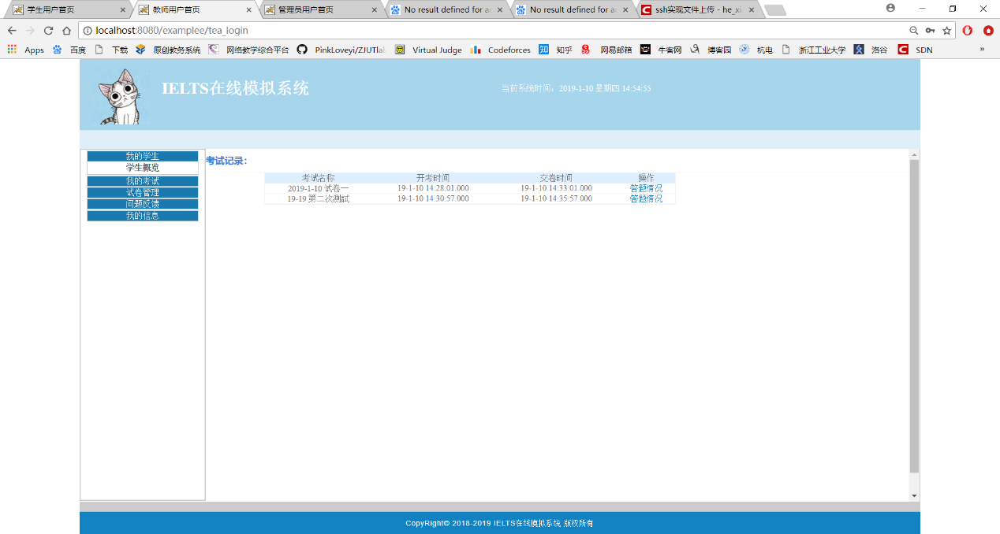 学生用户首页 教师用户首页 管理员用户首页 No result defined for ac No result defined for ac ssh实现文件上传 - he_xi
localhost:8080/examplee/tea_login
Apps 百度 下载 原创教务系统 网络教学综合平台 PinkLoveyi/ZJUTlal Virtual Judge Codeforces 知乎 网易邮箱 牛客网 博客园 杭电 浙江工业大学 洛谷 SDN »
IELTS在线模拟系统
当前系统时间：2019-1-10 星期四 14:54:55
我的学生
学生概览
我的考试
试卷管理
问题反馈
我的信息
考试记录：
考试名称 开考时间 交卷时间 操作
2019-1-10 试卷一 19-1-10 14:28:01.000 19-1-10 14:33:01.000 答题情况
19-19 第二次测试 19-1-10 14:30:57.000 19-1-10 14:35:57.000 答题情况
CopyRight© 2018-2019 IELTS在线模拟系统 版权所有